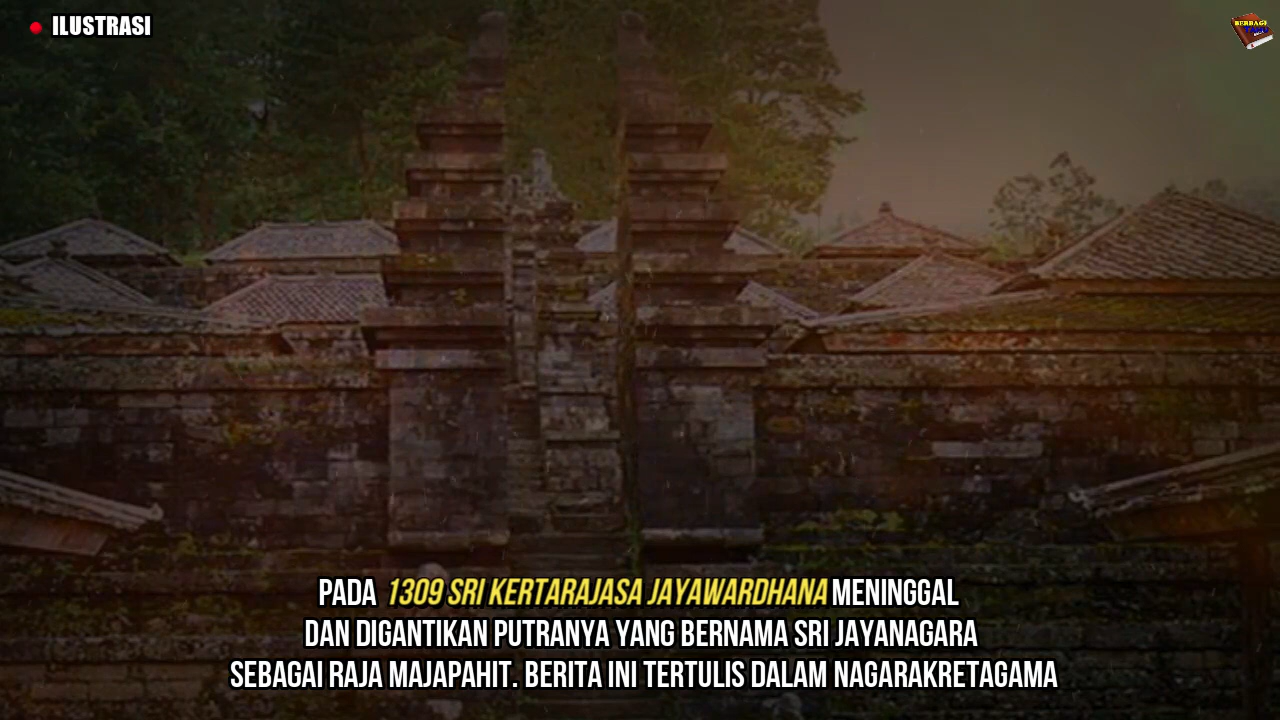 ILUSTRASI
BERBAGI
PADA 1309 SRI KERTARAJASA JAYAWARDHANA MENINGGAL
DAN DIGANTIKAN PUTRANYA YANG BERNAMA SRI JAYANAGARA
SEBAGAI RAJA MAJAPAHIT. BERITA INI TERTULIS DALAM NAGARAKRETAGAMA